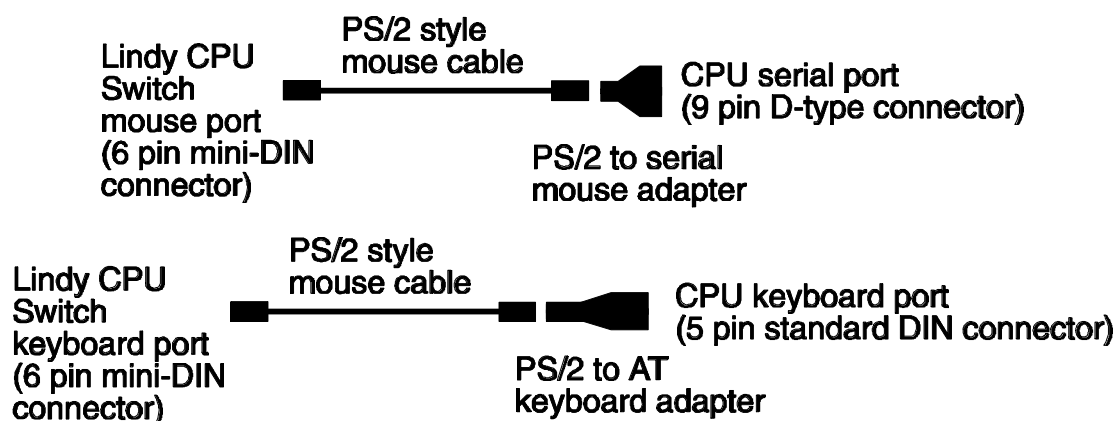 PS/2 style
mouse cable
Lindy CPU
Switch
mouse port
(6 pin mini-DIN
connector)
CPU serial port
(9 pin D-type connector)
PS/2 to serial
mouse adapter
PS/2 style
mouse cable
Lindy CPU
Switch
keyboard port
(6 pin mini-DIN
connector)
CPU keyboard port
(5 pin standard DIN connector)
PS/2 to AT
keyboard adapter